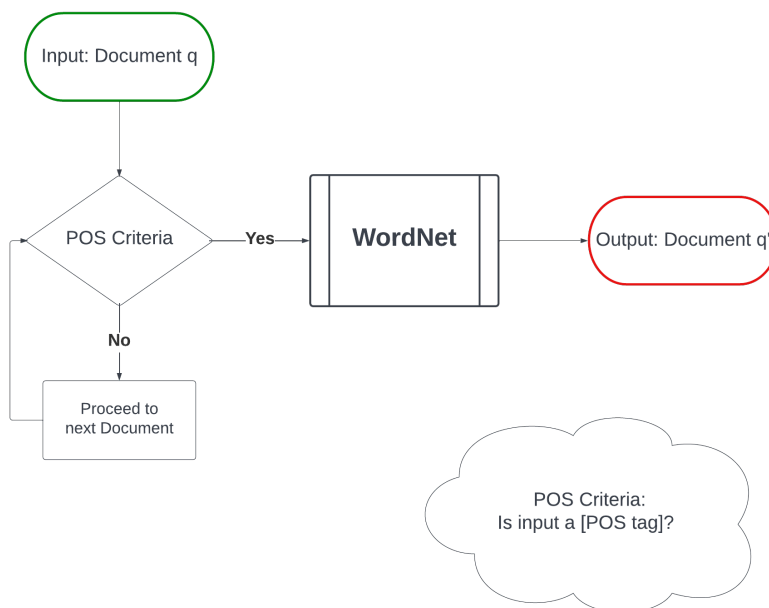 Input: Document q
POS Criteria
Yes
WordNet
Output: Document q'
No
Proceed to
next Document
POS Criteria:
Is input a [POS tag]?